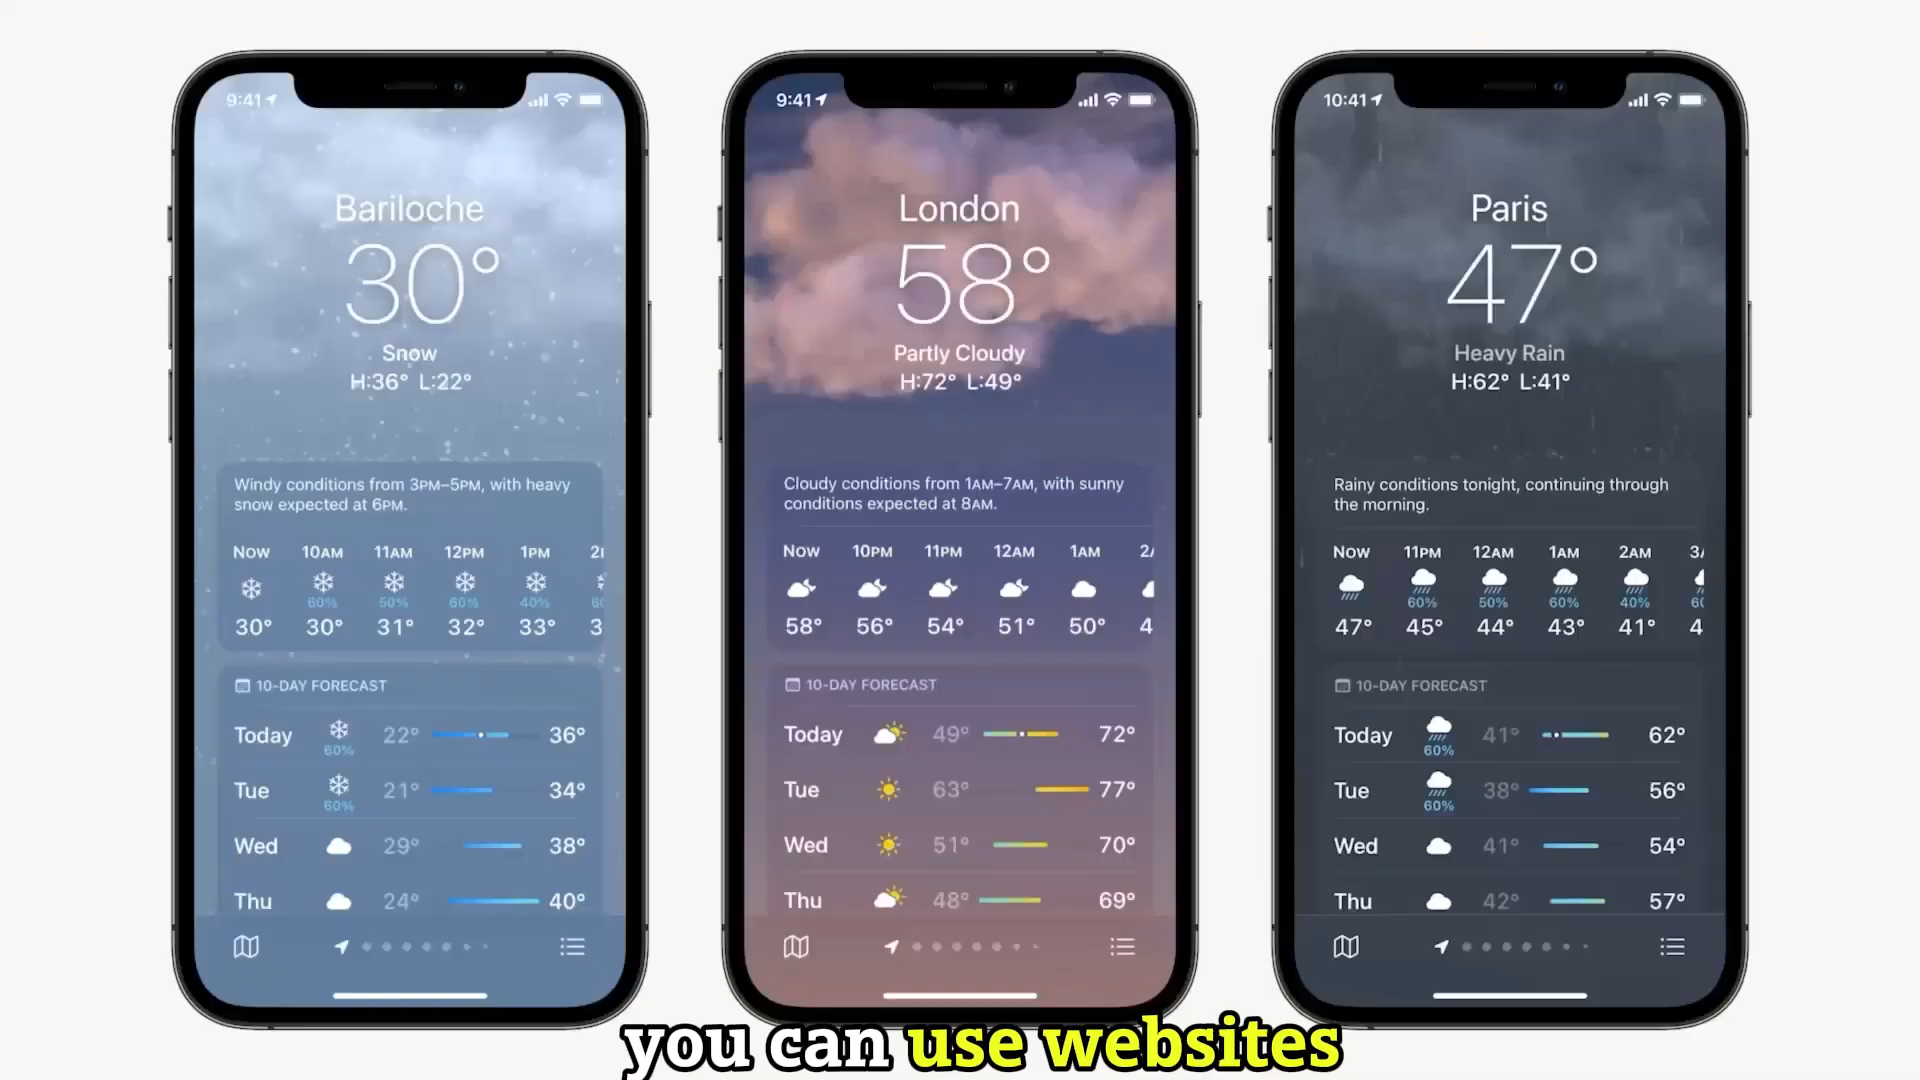 9:41
Bariloche
30°
Snow
H:36° L:22°
Windy conditions from 3PM–5PM, with heavy
snow expected at 6PM.
Now 10AM 11AM 12PM 1PM
60% 50% 60% 40%
30° 30° 31° 32° 33°
10-DAY FORECAST
Today 60% 22° 36°
Tue 60% 21° 34°
Wed 29° 38°
Thu 24° 40°
9:41
London
58°
Partly Cloudy
H:72° L:49°
Cloudy conditions from 1AM–7AM, with sunny
conditions expected at 8AM.
Now 10PM 11PM 12AM 1AM
58° 56° 54° 51° 50°
10-DAY FORECAST
Today 49° 72°
Tue 63° 77°
Wed 51° 70°
Thu 48° 69°
10:41
Paris
47°
Heavy Rain
H:62° L:41°
Rainy conditions tonight, continuing through
the morning.
Now 11PM 12AM 1AM 2AM
60% 50% 60% 40%
47° 45° 44° 43° 41°
10-DAY FORECAST
Today 60% 41° 62°
Tue 60% 38° 56°
Wed 41° 54°
Thu 42° 57°
you can use websites